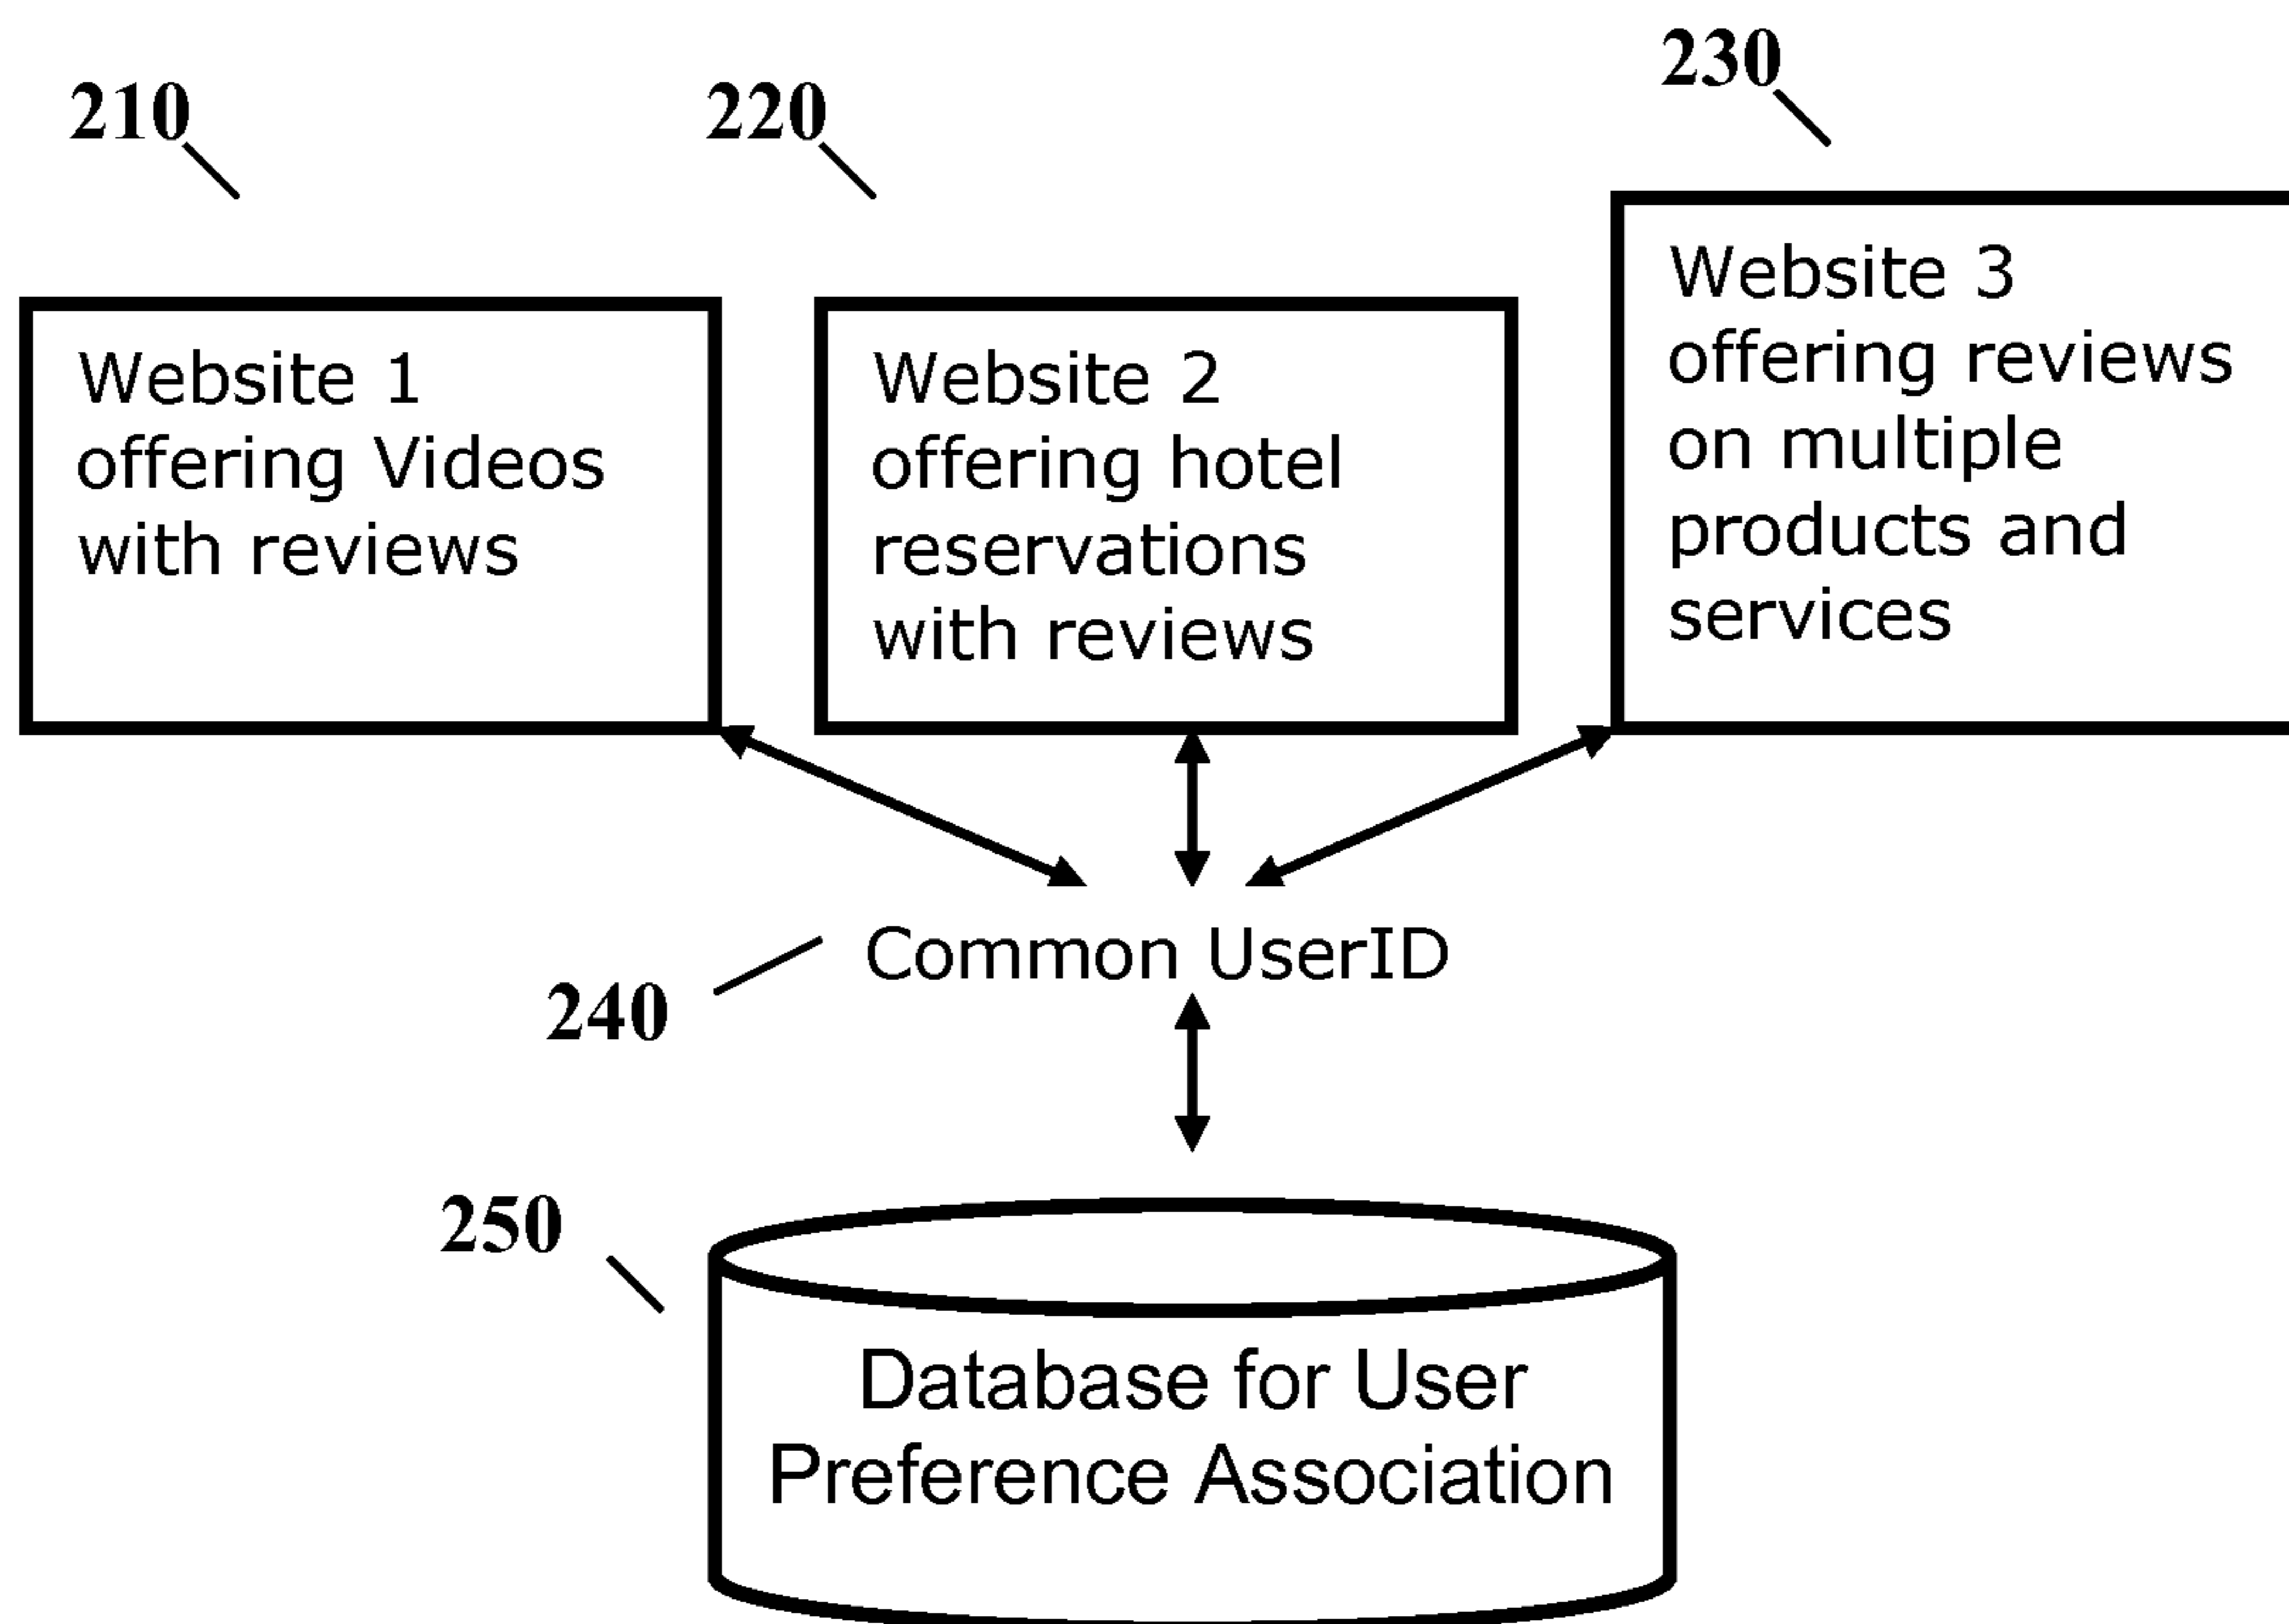 210
220
230
Website 1
offering Videos
with reviews
Website 2
offering hotel
reservations
with reviews
Website 3
offering reviews
on multiple
products and
services
Common UserID
240
250
Database for User
Preference Association